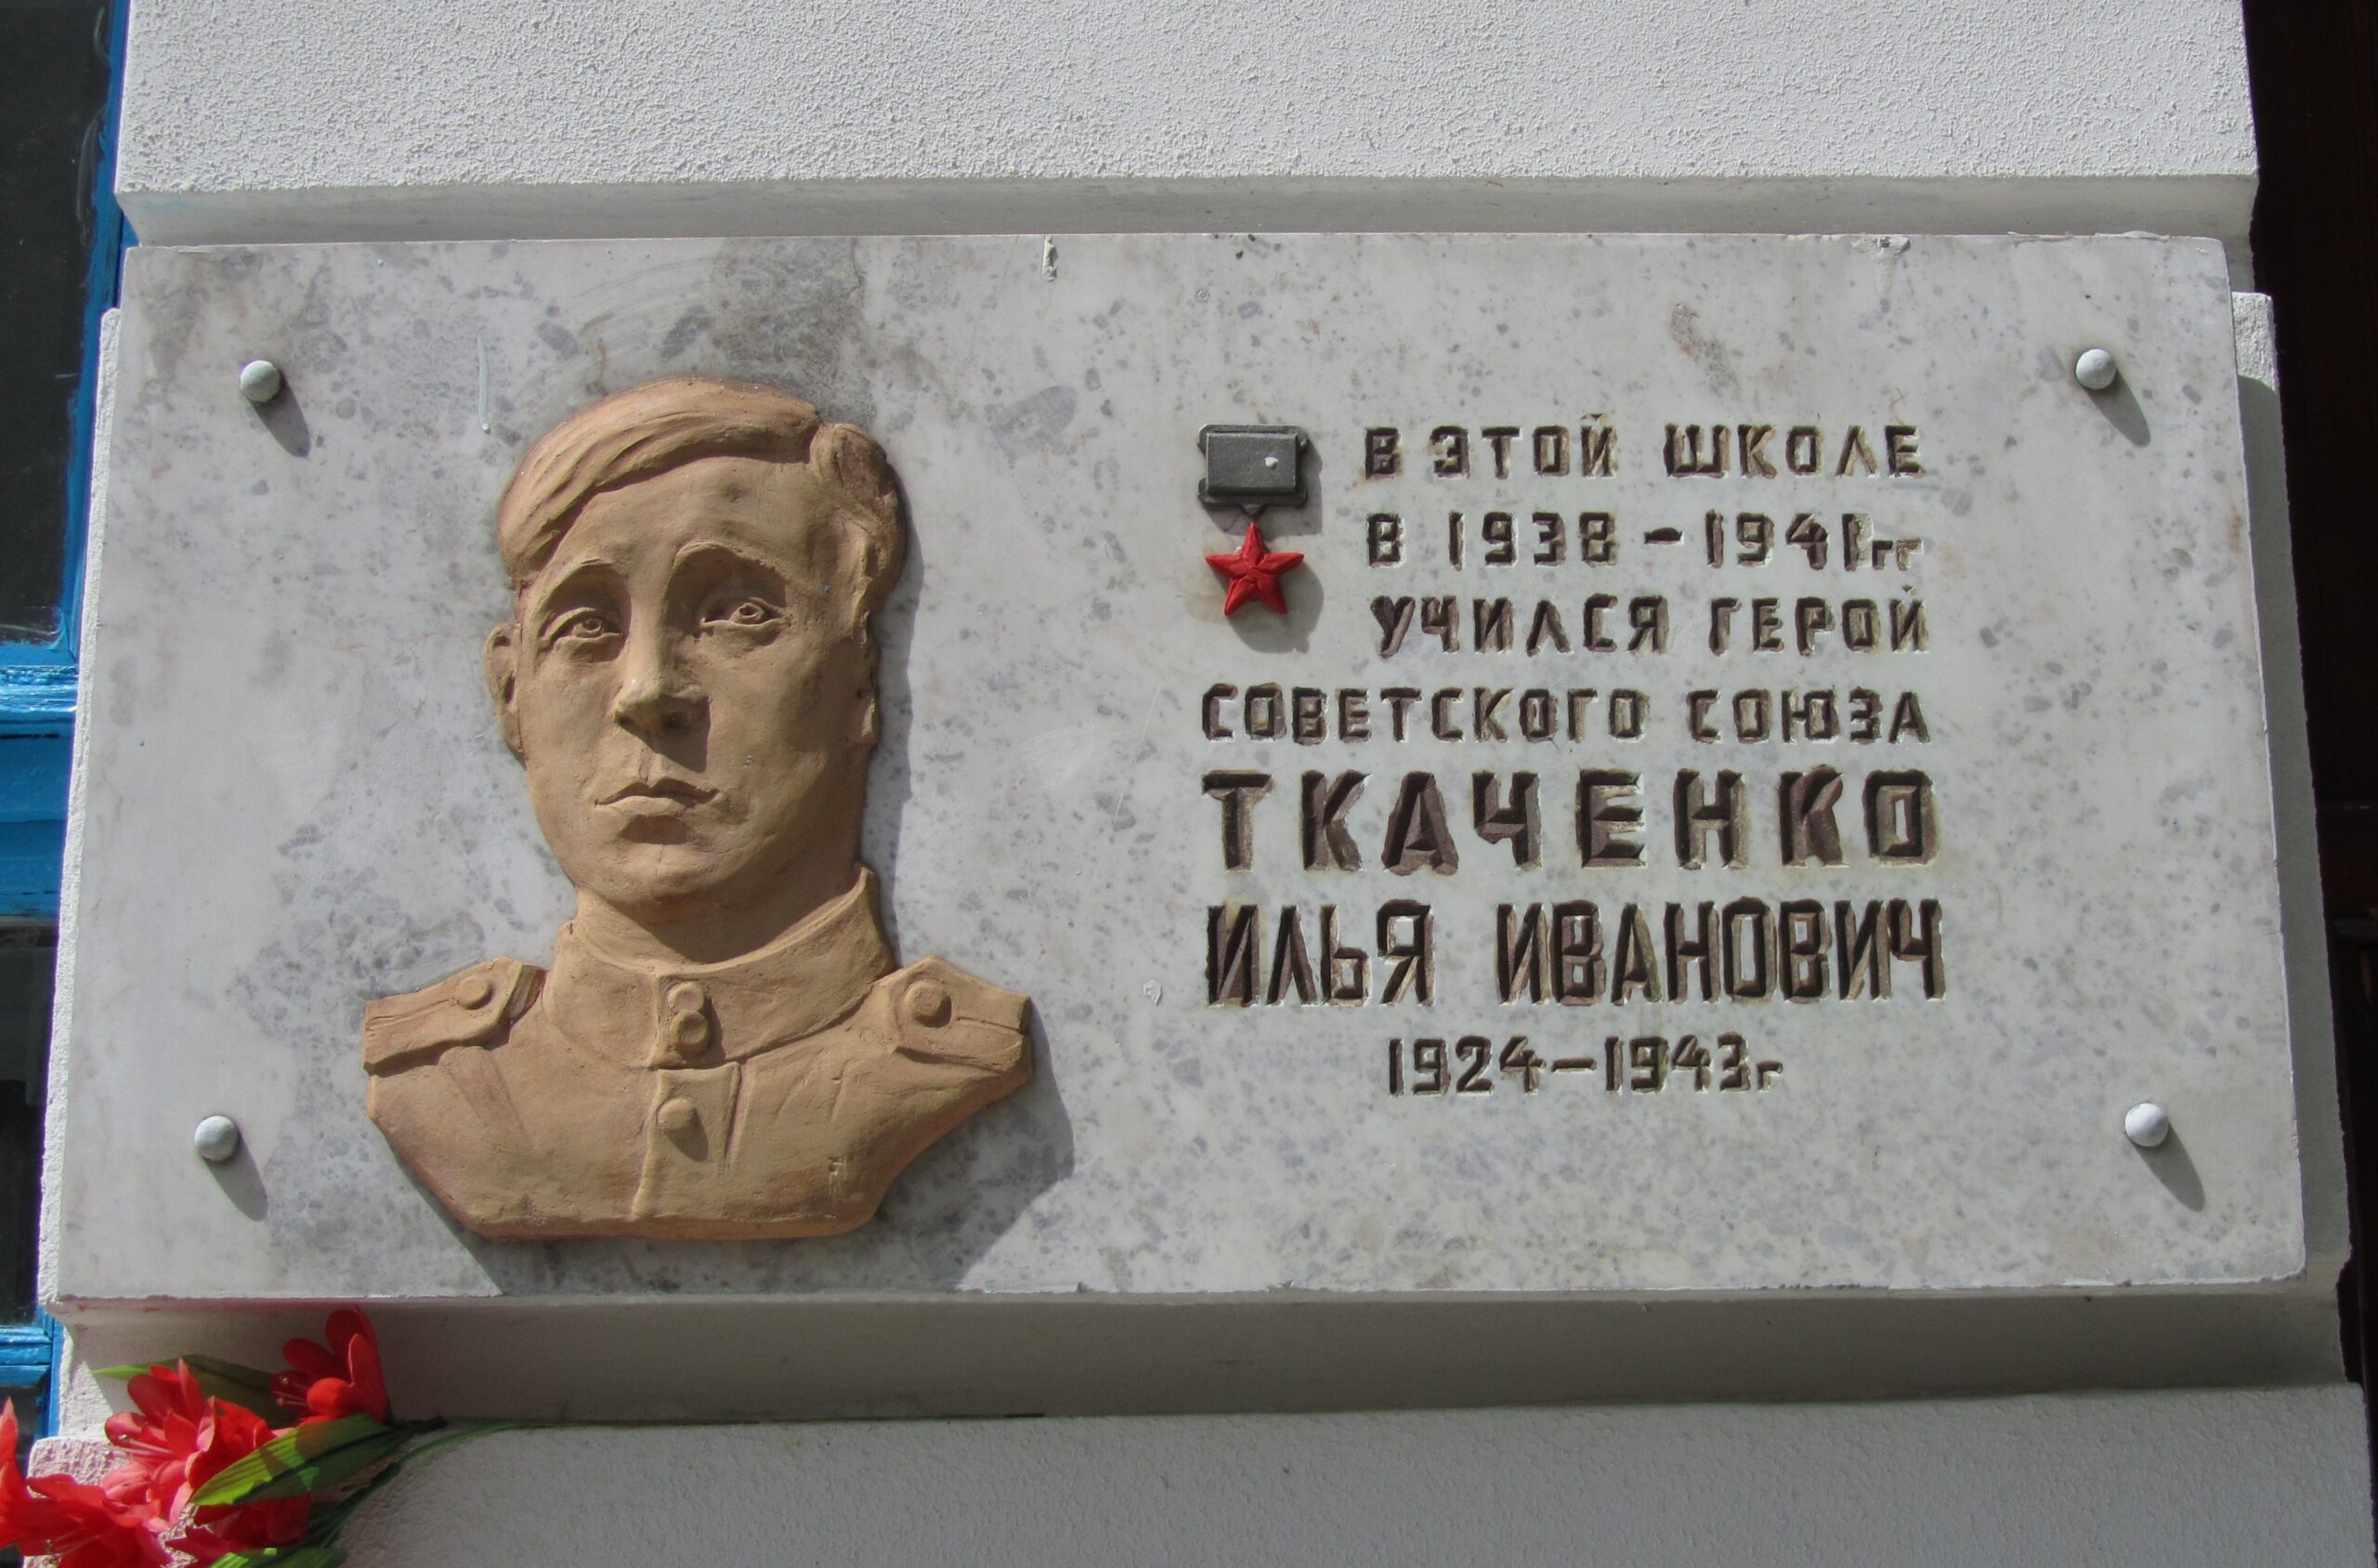 В ЭТОЙ ШКОЛЕ
В 1938-1941гг
УЧИЛСЯ ГЕРОЙ
СОВЕТСКОГО СОЮЗА
ТКАЧЕНКО
ИЛЬЯ ИВАНОВИЧ
1924-1943г